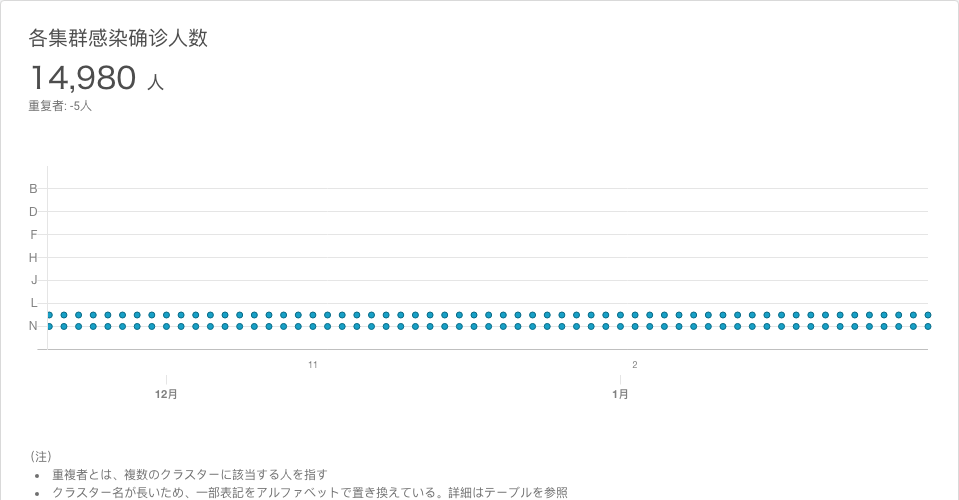 各集群感染确诊人数
14,980 人
重复者: -5人
B
D
F
H
J
L
N
11 2
12月 1月
(注)
• 重複者とは、複数のクラスターに該当する人を指す
• クラスター名が長いため、一部表記をアルファベットで置き換えている。詳細はテーブルを参照